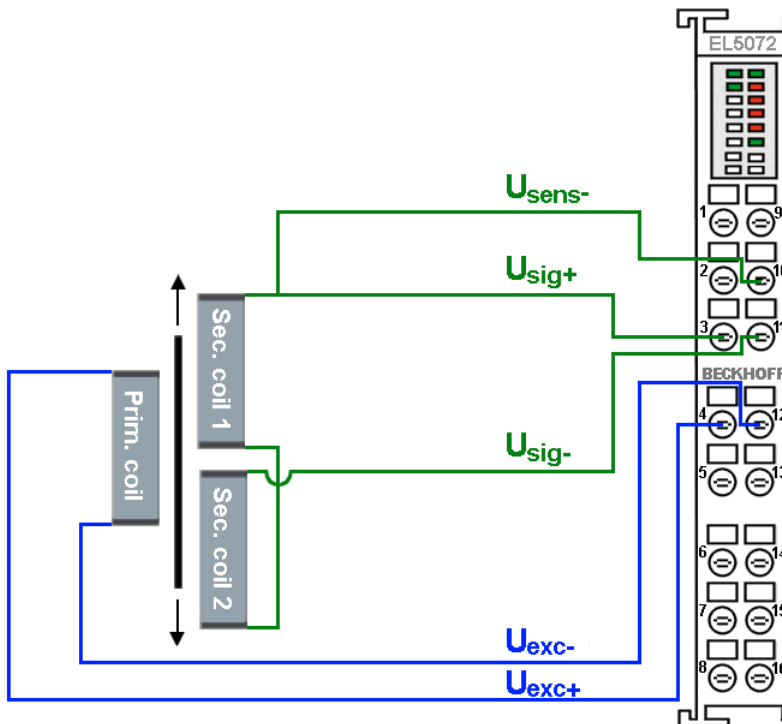 EL5072
Usens-
1
9
2
10
Usig+
3
11
BECKHOFF
Sec. coil 1
Prim. coil
4
12
Usig-
5
13
Sec. coil 2
6
14
7
15
Uexc-
8
16
Uexc+